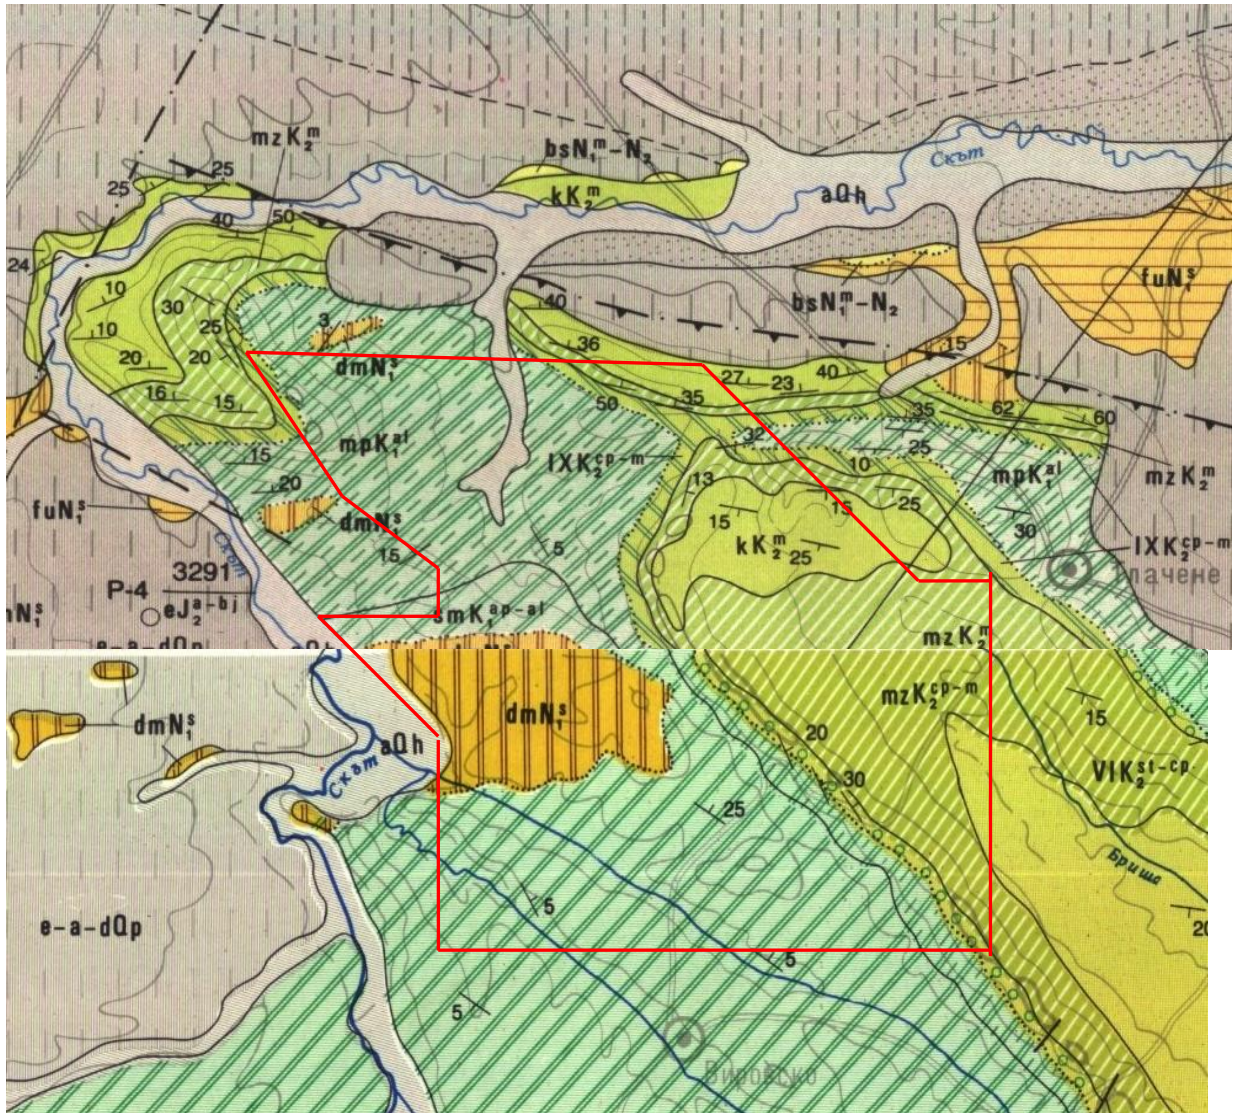 mzK₂ᵐ
bsN₁ᵐ-N₂
Скът
25
25
kK₂ᵐ
aQh
40
50
24
fuN₁ˢ
10
30
bsN₁ᵐ-N₂
40
3
10
25
36
15
20
20
dmN₁ˢ
27
23
40
16
15
35
50
35
62
60
mpK₁ᵃˡ
32
25
15
IXK₂ᶜᵖ⁻ᵐ
10
mpK₁ᵃˡ
mzK₂ᵐ
20
13
25
fuN₁ˢ
dmN₁ˢ
15
15
30
Скът
15
5
kK₂ᵐ
25
IXK₂ᶜᵖ⁻ᵐ
3291
P-4
eJ₂ᵃ⁻ᵇʲ
лачене
smK₁ᵃᵖ⁻ᵃˡ
mzK₂ᵐ
e-a-dQp
mzK₂ᶜᵖ⁻ᵐ
dmN₁ˢ
dmN₁ˢ
15
aQh
20
Скът
30
VIK₂ˢᵗ⁻ᶜᵖ
25
Бриша
5
20
e-a-dQp
5
5
Вировско